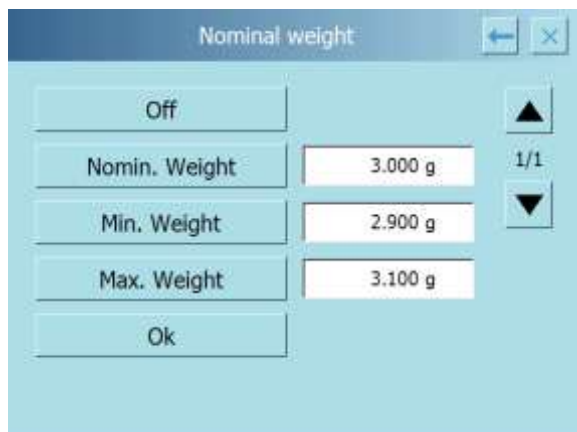 Nominal weight
Off
Nomin. Weight 3.000 g 1/1
Min. Weight 2.900 g
Max. Weight 3.100 g
Ok